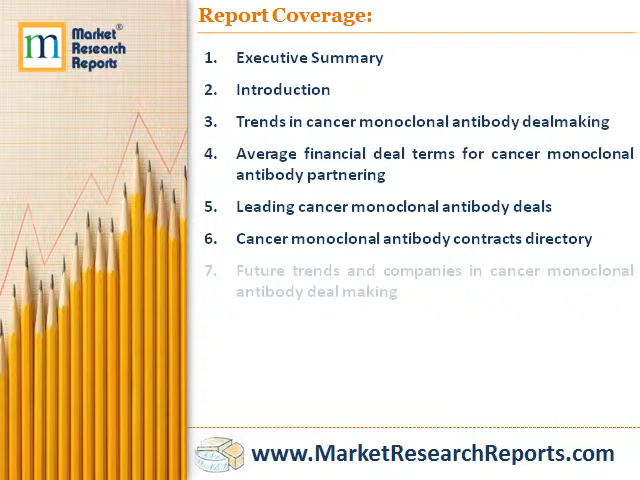 m
Market®
Research
Reports
Report Coverage:
1. Executive Summary
2. Introduction
3. Trends in cancer monoclonal antibody dealmaking
4. Average financial deal terms for cancer monoclonal
antibody partnering
5. Leading cancer monoclonal antibody deals
6. Cancer monoclonal antibody contracts directory
7. Future trends and companies in cancer monoclonal
antibody deal making
www.MarketResearchReports.com